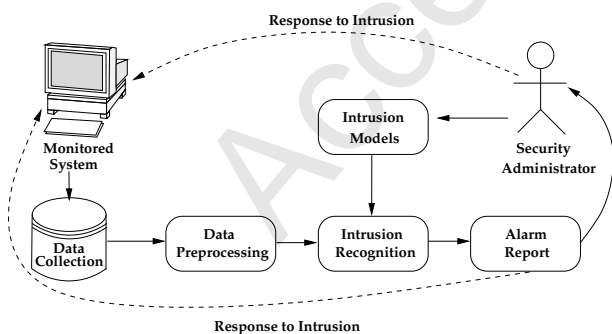 Response to Intrusion
Acce
Monitored
System
Intrusion
Models
Security
Administrator
Data
Collection
Data
Preprocessing
Intrusion
Recognition
Alarm
Report
Response to Intrusion